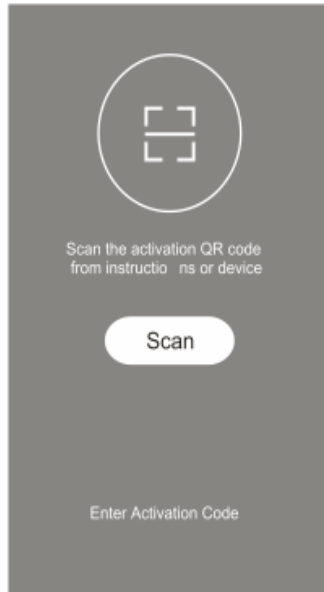 Scan the activation QR code
from instructio ns or device
Scan
Enter Activation Code